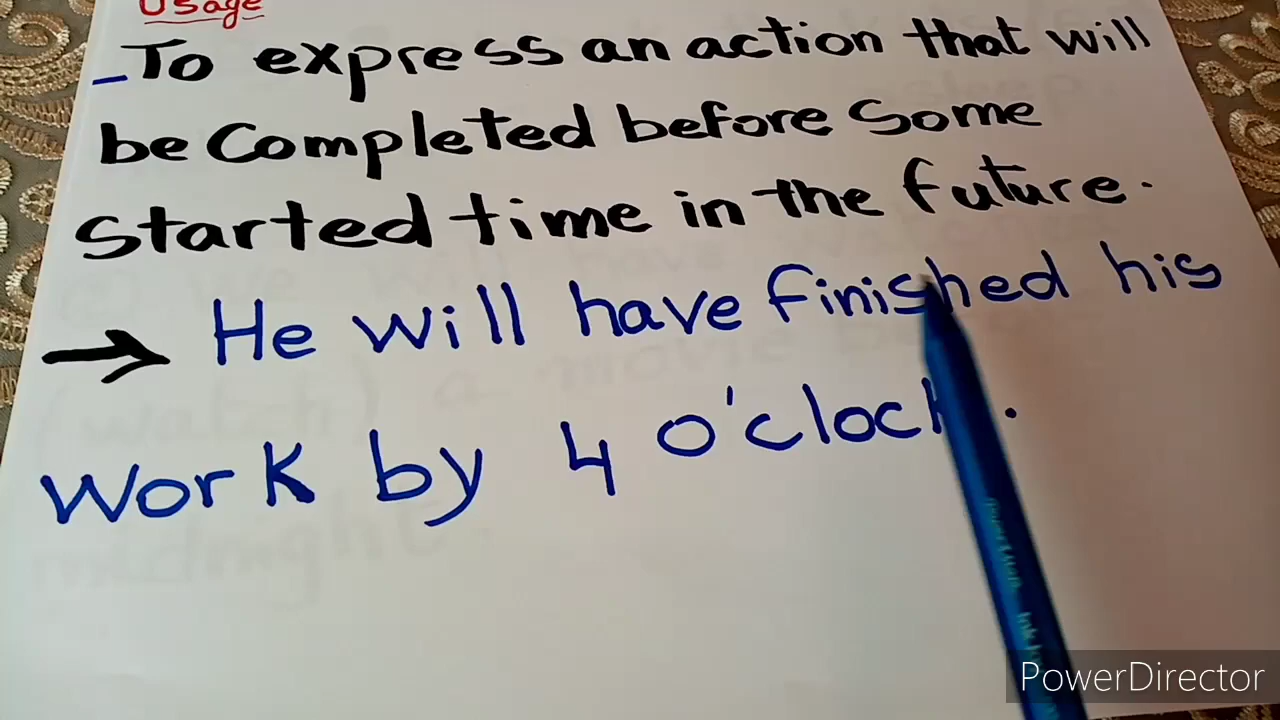 Usage
- To express an action that will
be completed before some
started time in the future.
→ He will have finished his
work by 4 o'clock.
PowerDirector